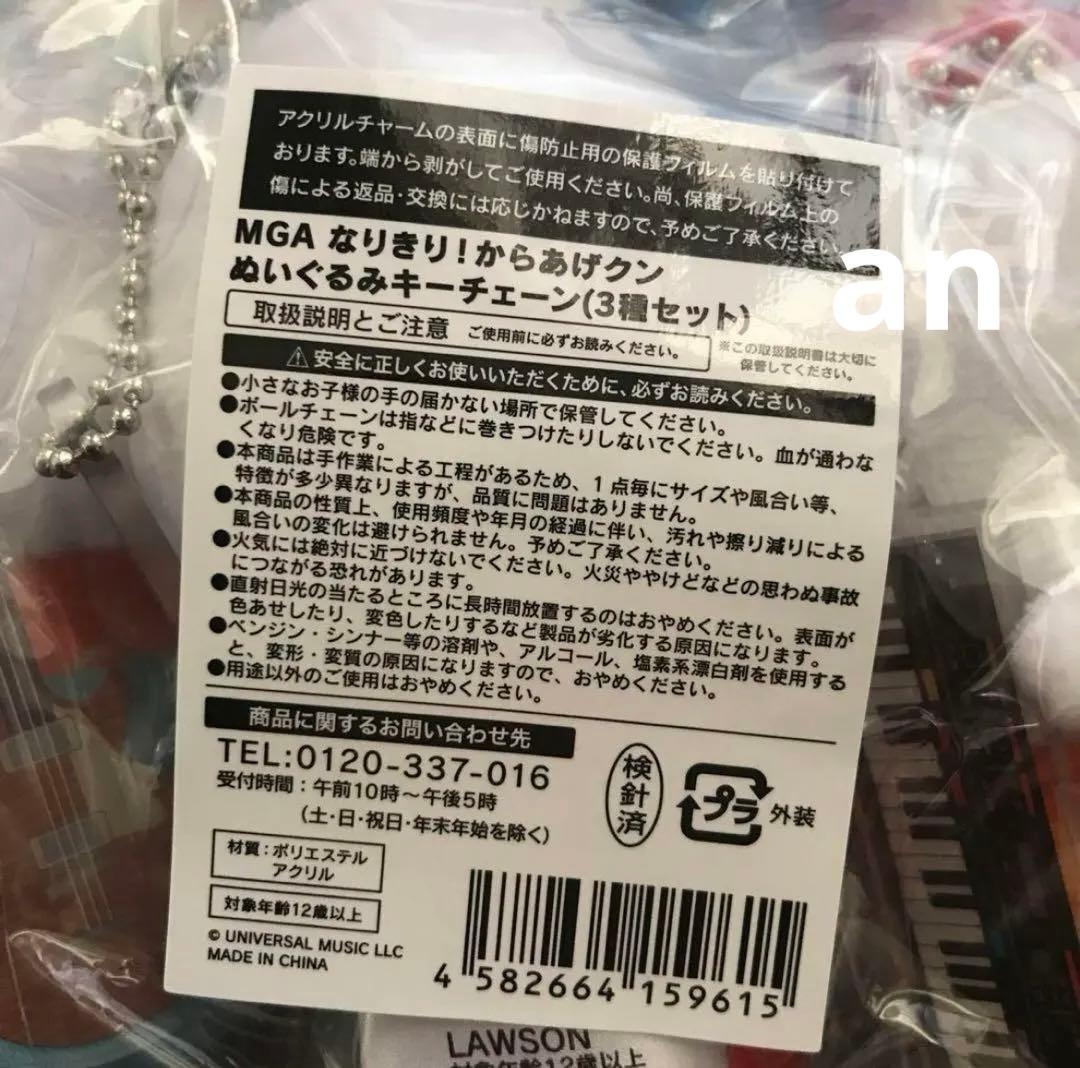 アクリルチャームの表面に傷防止用の保護フィルムを貼り付けて
おります。端から剥がしてご使用ください。尚、保護フィルム上の
傷による返品・交換には応じかねますので、予めご了承ください。
an
MGA なりきり！からあげクン
ぬいぐるみキーチェーン(3種セット)
取扱説明とご注意 ご使用前に必ずお読みください。
※この取扱説明書は大切に
保管してください。
⚠安全に正しくお使いいただくために、必ずお読みください。
●小さなお子様の手の届かない場所で保管してください。
●ボールチェーンは指などに巻きつけたりしないでください。血が通わな
くなり危険です。
●本商品は手作業による工程があるため、1点毎にサイズや風合い等、
特徴が多少異なりますが、品質に問題はありません。
●本商品の性質上、使用頻度や年月の経過に伴い、汚れや擦り減りによる
風合いの変化は避けられません。予めご了承ください。
●火気には絶対に近づけないでください。火災ややけどなどの思わぬ事故
につながる恐れがあります。
●直射日光の当たるところに長時間放置するのはおやめください。表面が
色あせしたり、変色したりするなど製品が劣化する原因になります。
●ベンジン・シンナー等の溶剤や、アルコール、塩素系漂白剤を使用する
と、変形・変質の原因になりますので、おやめください。
●用途以外のご使用はおやめください。
商品に関するお問い合わせ先
TEL:0120-337-016
受付時間：午前10時～午後5時
(土・日・祝日・年末年始を除く)
検針済
プラ 外装
材質：ポリエステル
アクリル
対象年齢12歳以上
© UNIVERSAL MUSIC LLC
MADE IN CHINA
4 582664 159615
LAWSON
対象年齢12歳以上